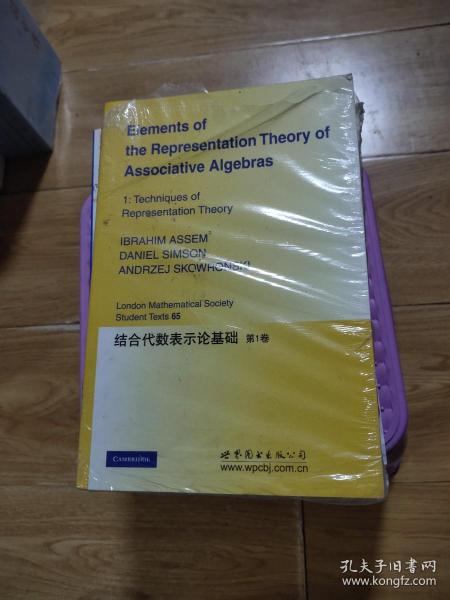 Elements of
the Representation Theory of
Associative Algebras
1: Techniques of
Representation Theory
IBRAHIM ASSEM
DANIEL SIMSON
ANDRZEJ SKOWROŃSKI
London Mathematical Society
Student Texts 65
结合代数表示论基础 第1卷
CAMBRIDGE
世界图书出版公司
www.wpcbj.com.cn
孔夫子旧书网
www.kongfz.com